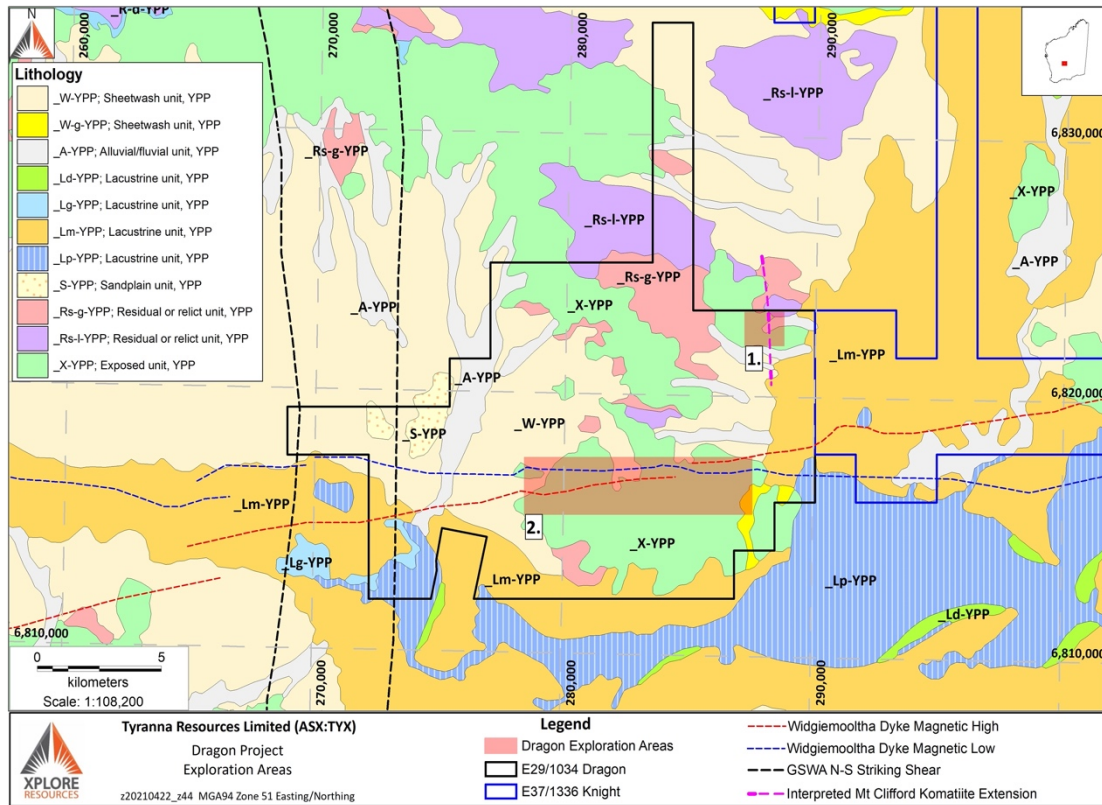 N
Lithology
_W-YPP; Sheetwash unit, YPP
_W-g-YPP; Sheetwash unit, YPP
_A-YPP; Alluvial/fluvial unit, YPP
_Ld-YPP; Lacustrine unit, YPP
_Lg-YPP; Lacustrine unit, YPP
_Lm-YPP; Lacustrine unit, YPP
_Lp-YPP; Lacustrine unit, YPP
_S-YPP; Sandplain unit, YPP
_Rs-g-YPP; Residual or relict unit, YPP
_Rs-l-YPP; Residual or relict unit, YPP
_X-YPP; Exposed unit, YPP
260,000
270,000
280,000
290,000
_R-d-YPP
_Rs-l-YPP
6,830,000
_Rs-g-YPP
_X-YPP
_Rs-l-YPP
_A-YPP
_Rs-g-YPP
_A-YPP
_X-YPP
1.
_Lm-YPP
_A-YPP
6,820,000
_W-YPP
_S-YPP
_Lm-YPP
2.
_X-YPP
_Lg-YPP
_Lm-YPP
_Lp-YPP
_Ld-YPP
6,810,000
6,810,000
0 5
kilometers
Scale: 1:108,200
270,000
280,000
290,000
XPLORE
RESOURCES
Tyranna Resources Limited (ASX:TYX)
Dragon Project
Exploration Areas
z20210422_z44 MGA94 Zone 51 Easting/Northing
Legend
Dragon Exploration Areas
E29/1034 Dragon
E37/1336 Knight
Widgiemooltha Dyke Magnetic High
Widgiemooltha Dyke Magnetic Low
GSWA N-S Striking Shear
Interpreted Mt Clifford Komatiite Extension